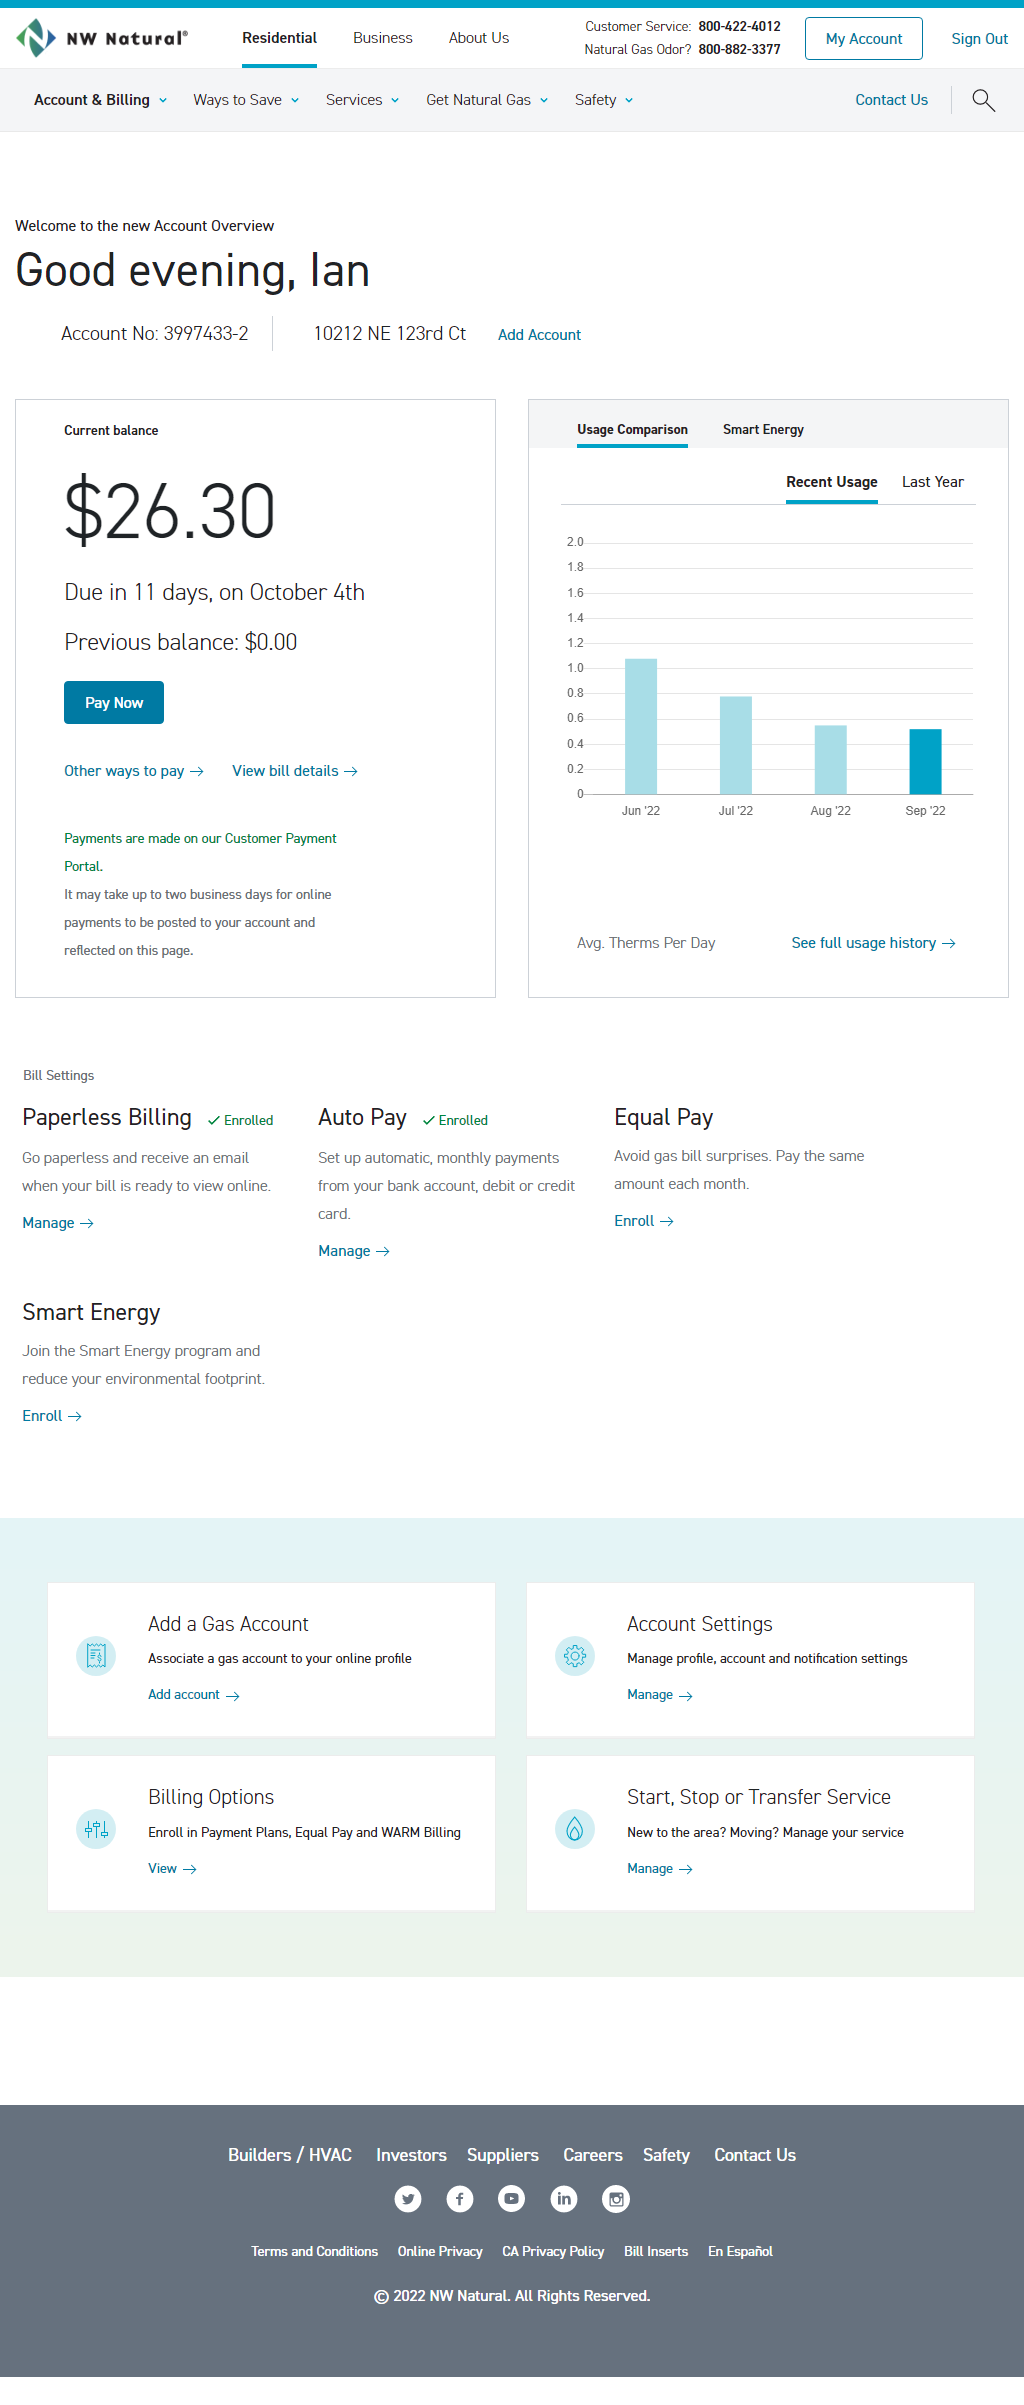 NW Natural®
Residential
Business
About Us
Customer Service: 800-422-4012
Natural Gas Odor? 800-882-3377
My Account
Sign Out
Account & Billing
Ways to Save
Services
Get Natural Gas
Safety
Contact Us
Welcome to the new Account Overview
Good evening, Ian
Account No: 3997433-2
10212 NE 123rd Ct
Add Account
Current balance
$26.30
Due in 11 days, on October 4th
Previous balance: $0.00
Pay Now
Other ways to pay
View bill details
Payments are made on our Customer Payment
Portal.
It may take up to two business days for online
payments to be posted to your account and
reflected on this page.
Usage Comparison
Smart Energy
Recent Usage
Last Year
2.0
1.8
1.6
1.4
1.2
1.0
0.8
0.6
0.4
0.2
0
Jun '22
Jul '22
Aug '22
Sep '22
Avg. Therms Per Day
See full usage history
Bill Settings
Paperless Billing
Enrolled
Go paperless and receive an email
when your bill is ready to view online.
Manage
Auto Pay
Enrolled
Set up automatic, monthly payments
from your bank account, debit or credit
card.
Manage
Equal Pay
Avoid gas bill surprises. Pay the same
amount each month.
Enroll
Smart Energy
Join the Smart Energy program and
reduce your environmental footprint.
Enroll
Add a Gas Account
Associate a gas account to your online profile
Add account
Account Settings
Manage profile, account and notification settings
Manage
Billing Options
Enroll in Payment Plans, Equal Pay and WARM Billing
View
Start, Stop or Transfer Service
New to the area? Moving? Manage your service
Manage
Builders / HVAC
Investors
Suppliers
Careers
Safety
Contact Us
Terms and Conditions
Online Privacy
CA Privacy Policy
Bill Inserts
En Español
© 2022 NW Natural. All Rights Reserved.